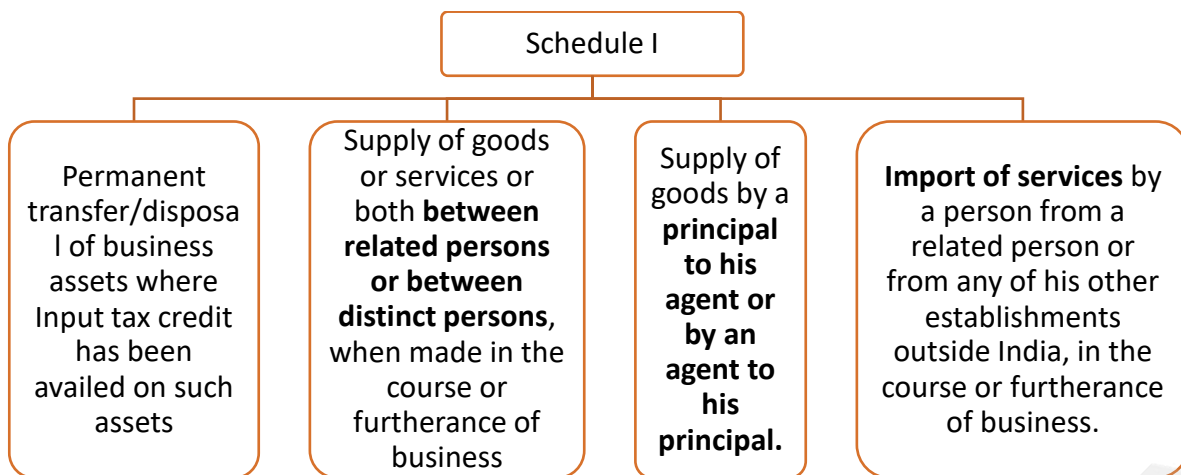 Schedule I
Permanent
transfer/disposa
l of business
assets where
Input tax credit
has been
availed on such
assets
Supply of goods
or services or
both between
related persons
or between
distinct persons,
when made in the
course or
furtherance of
business
Supply of
goods by a
principal
to his
agent or
by an
agent to
his
principal.
Import of services by
a person from a
related person or
from any of his other
establishments
outside India, in the
course or furtherance
of business.